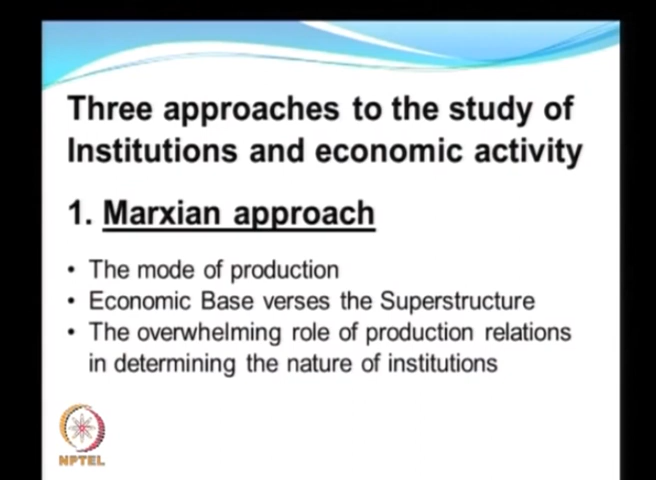 Three approaches to the study of
Institutions and economic activity
1. Marxian approach
• The mode of production
• Economic Base verses the Superstructure
• The overwhelming role of production relations
in determining the nature of institutions
NPTEL